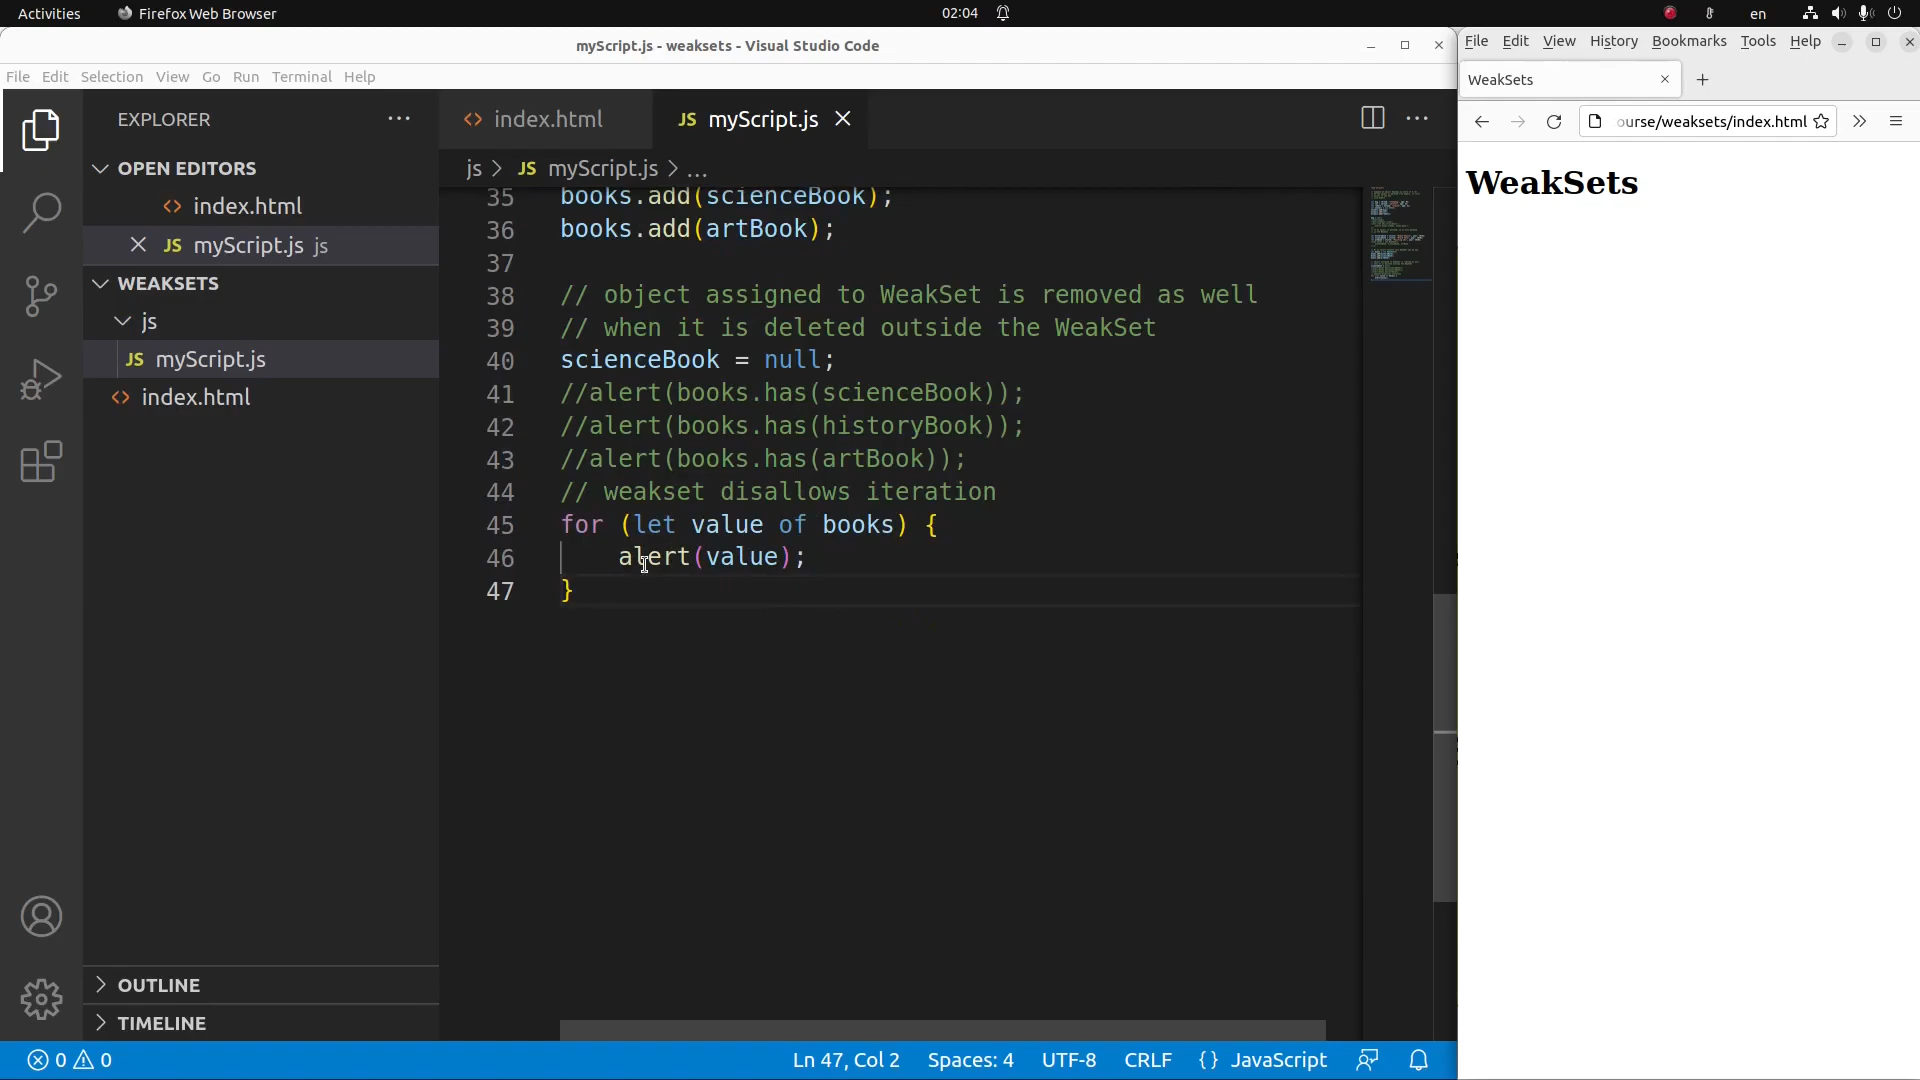 Activities
Firefox Web Browser
02:04
en
myScript.js - weaksets - Visual Studio Code
File Edit Selection View Go Run Terminal Help
EXPLORER
OPEN EDITORS
index.html
JS myScript.js js
WEAKSETS
js
JS myScript.js
index.html
OUTLINE
TIMELINE
index.html
JS myScript.js
js > JS myScript.js > ...
35 books.add(scienceBook);
36 books.add(artBook);
37
38 // object assigned to WeakSet is removed as well
39 // when it is deleted outside the WeakSet
40 scienceBook = null;
41 //alert(books.has(scienceBook));
42 //alert(books.has(historyBook));
43 //alert(books.has(artBook));
44 // weakset disallows iteration
45 for (let value of books) {
46 alert(value);
47 }
0 0
Ln 47, Col 2 Spaces: 4 UTF-8 CRLF {} JavaScript
File Edit View History Bookmarks Tools Help
WeakSets
ourse/weaksets/index.html
WeakSets